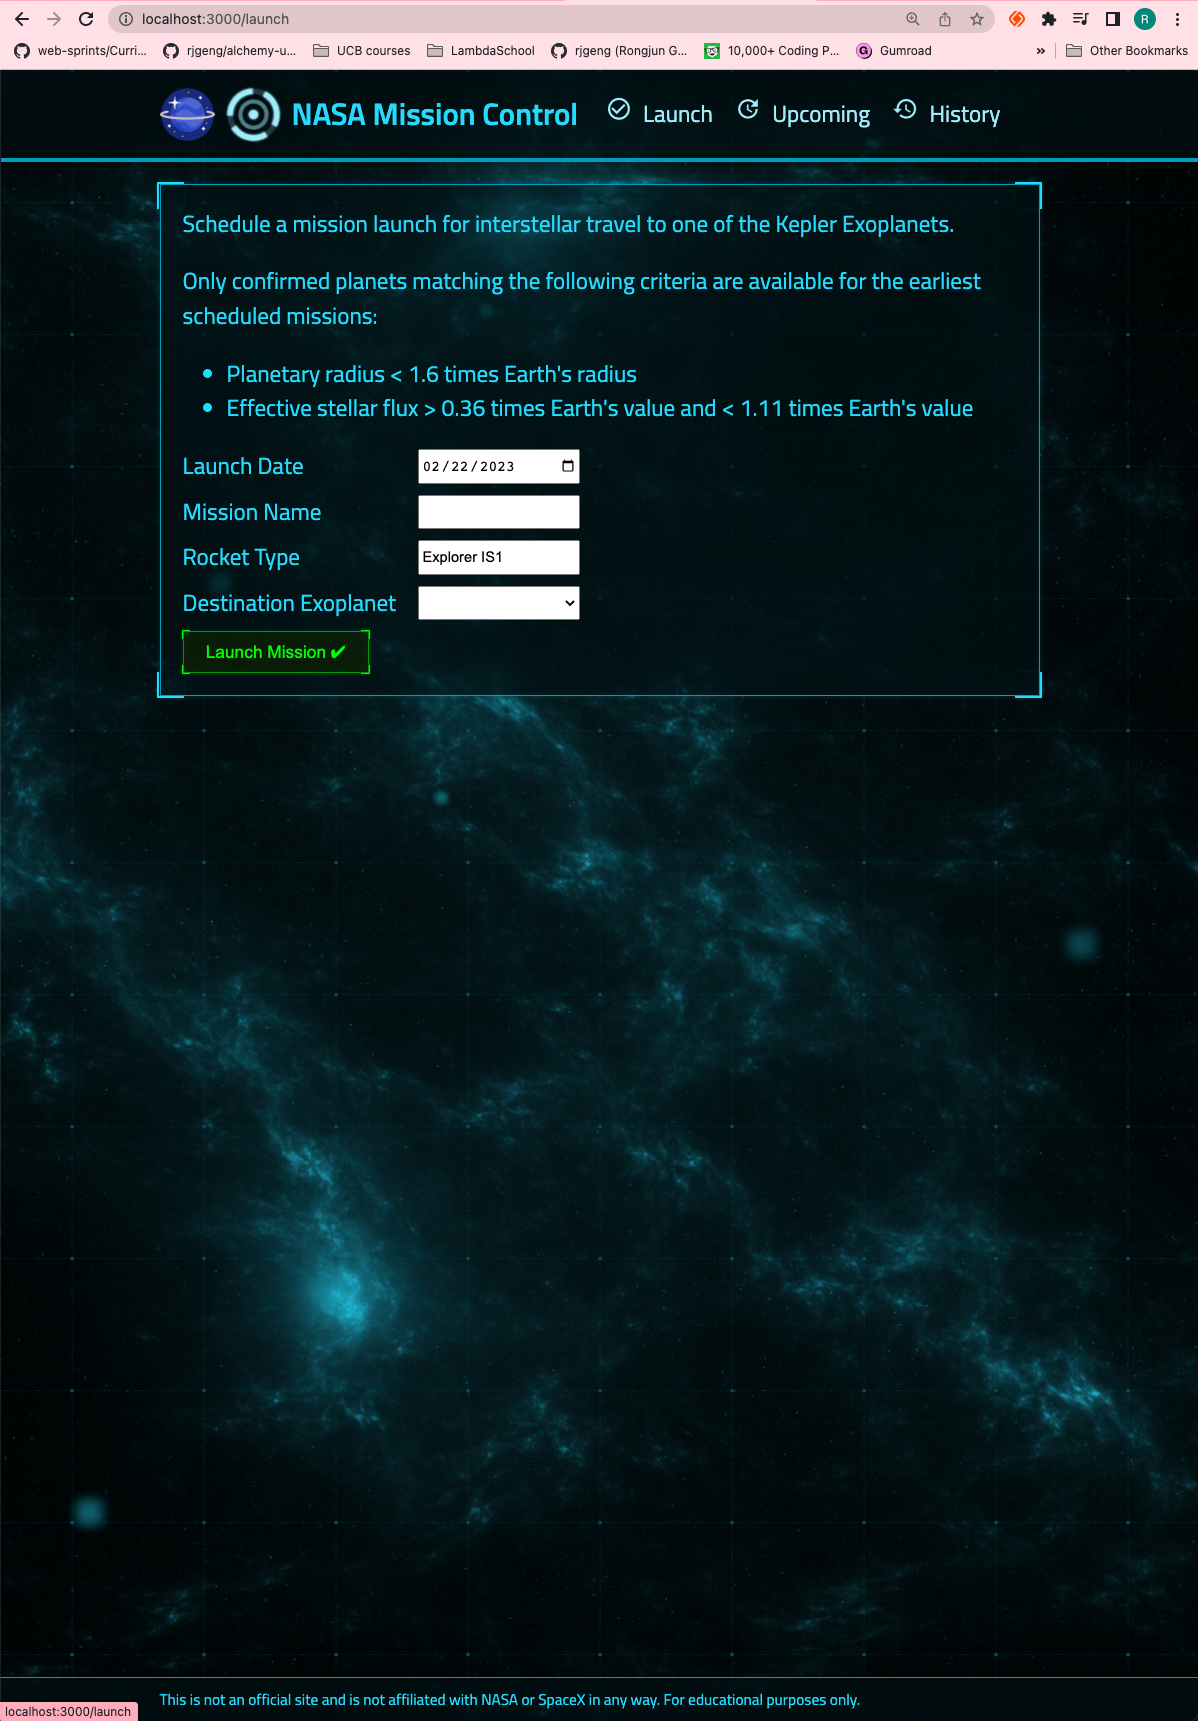 localhost:3000/launch
R
web-sprints/Curri...
rjgeng/alchemy-u...
UCB courses
LambdaSchool
rjgeng (Rongjun G...
10,000+ Coding P...
G
Gumroad
»
Other Bookmarks
NASA Mission Control
Launch
Upcoming
History
Schedule a mission launch for interstellar travel to one of the Kepler Exoplanets.
Only confirmed planets matching the following criteria are available for the earliest
scheduled missions:
• Planetary radius < 1.6 times Earth's radius
• Effective stellar flux > 0.36 times Earth's value and < 1.11 times Earth's value
Launch Date
02/22/2023
Mission Name
Rocket Type
Explorer IS1
Destination Exoplanet
Launch Mission ✔
This is not an official site and is not affiliated with NASA or SpaceX in any way. For educational purposes only.
localhost:3000/launch